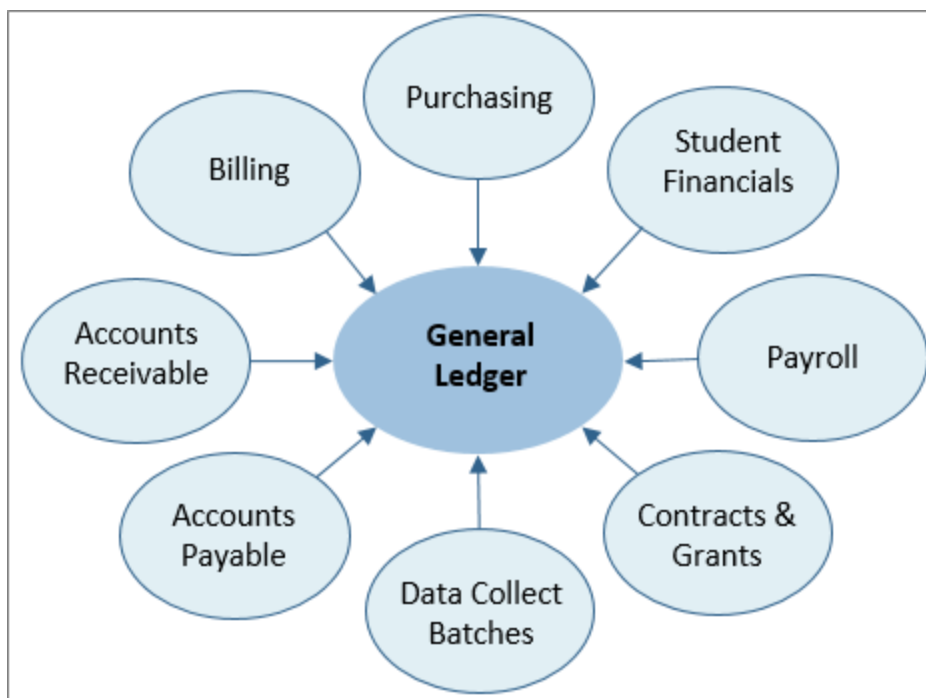 Purchasing
Student
Financials
Billing
General
Ledger
Accounts
Receivable
Payroll
Accounts
Payable
Contracts &
Grants
Data Collect
Batches